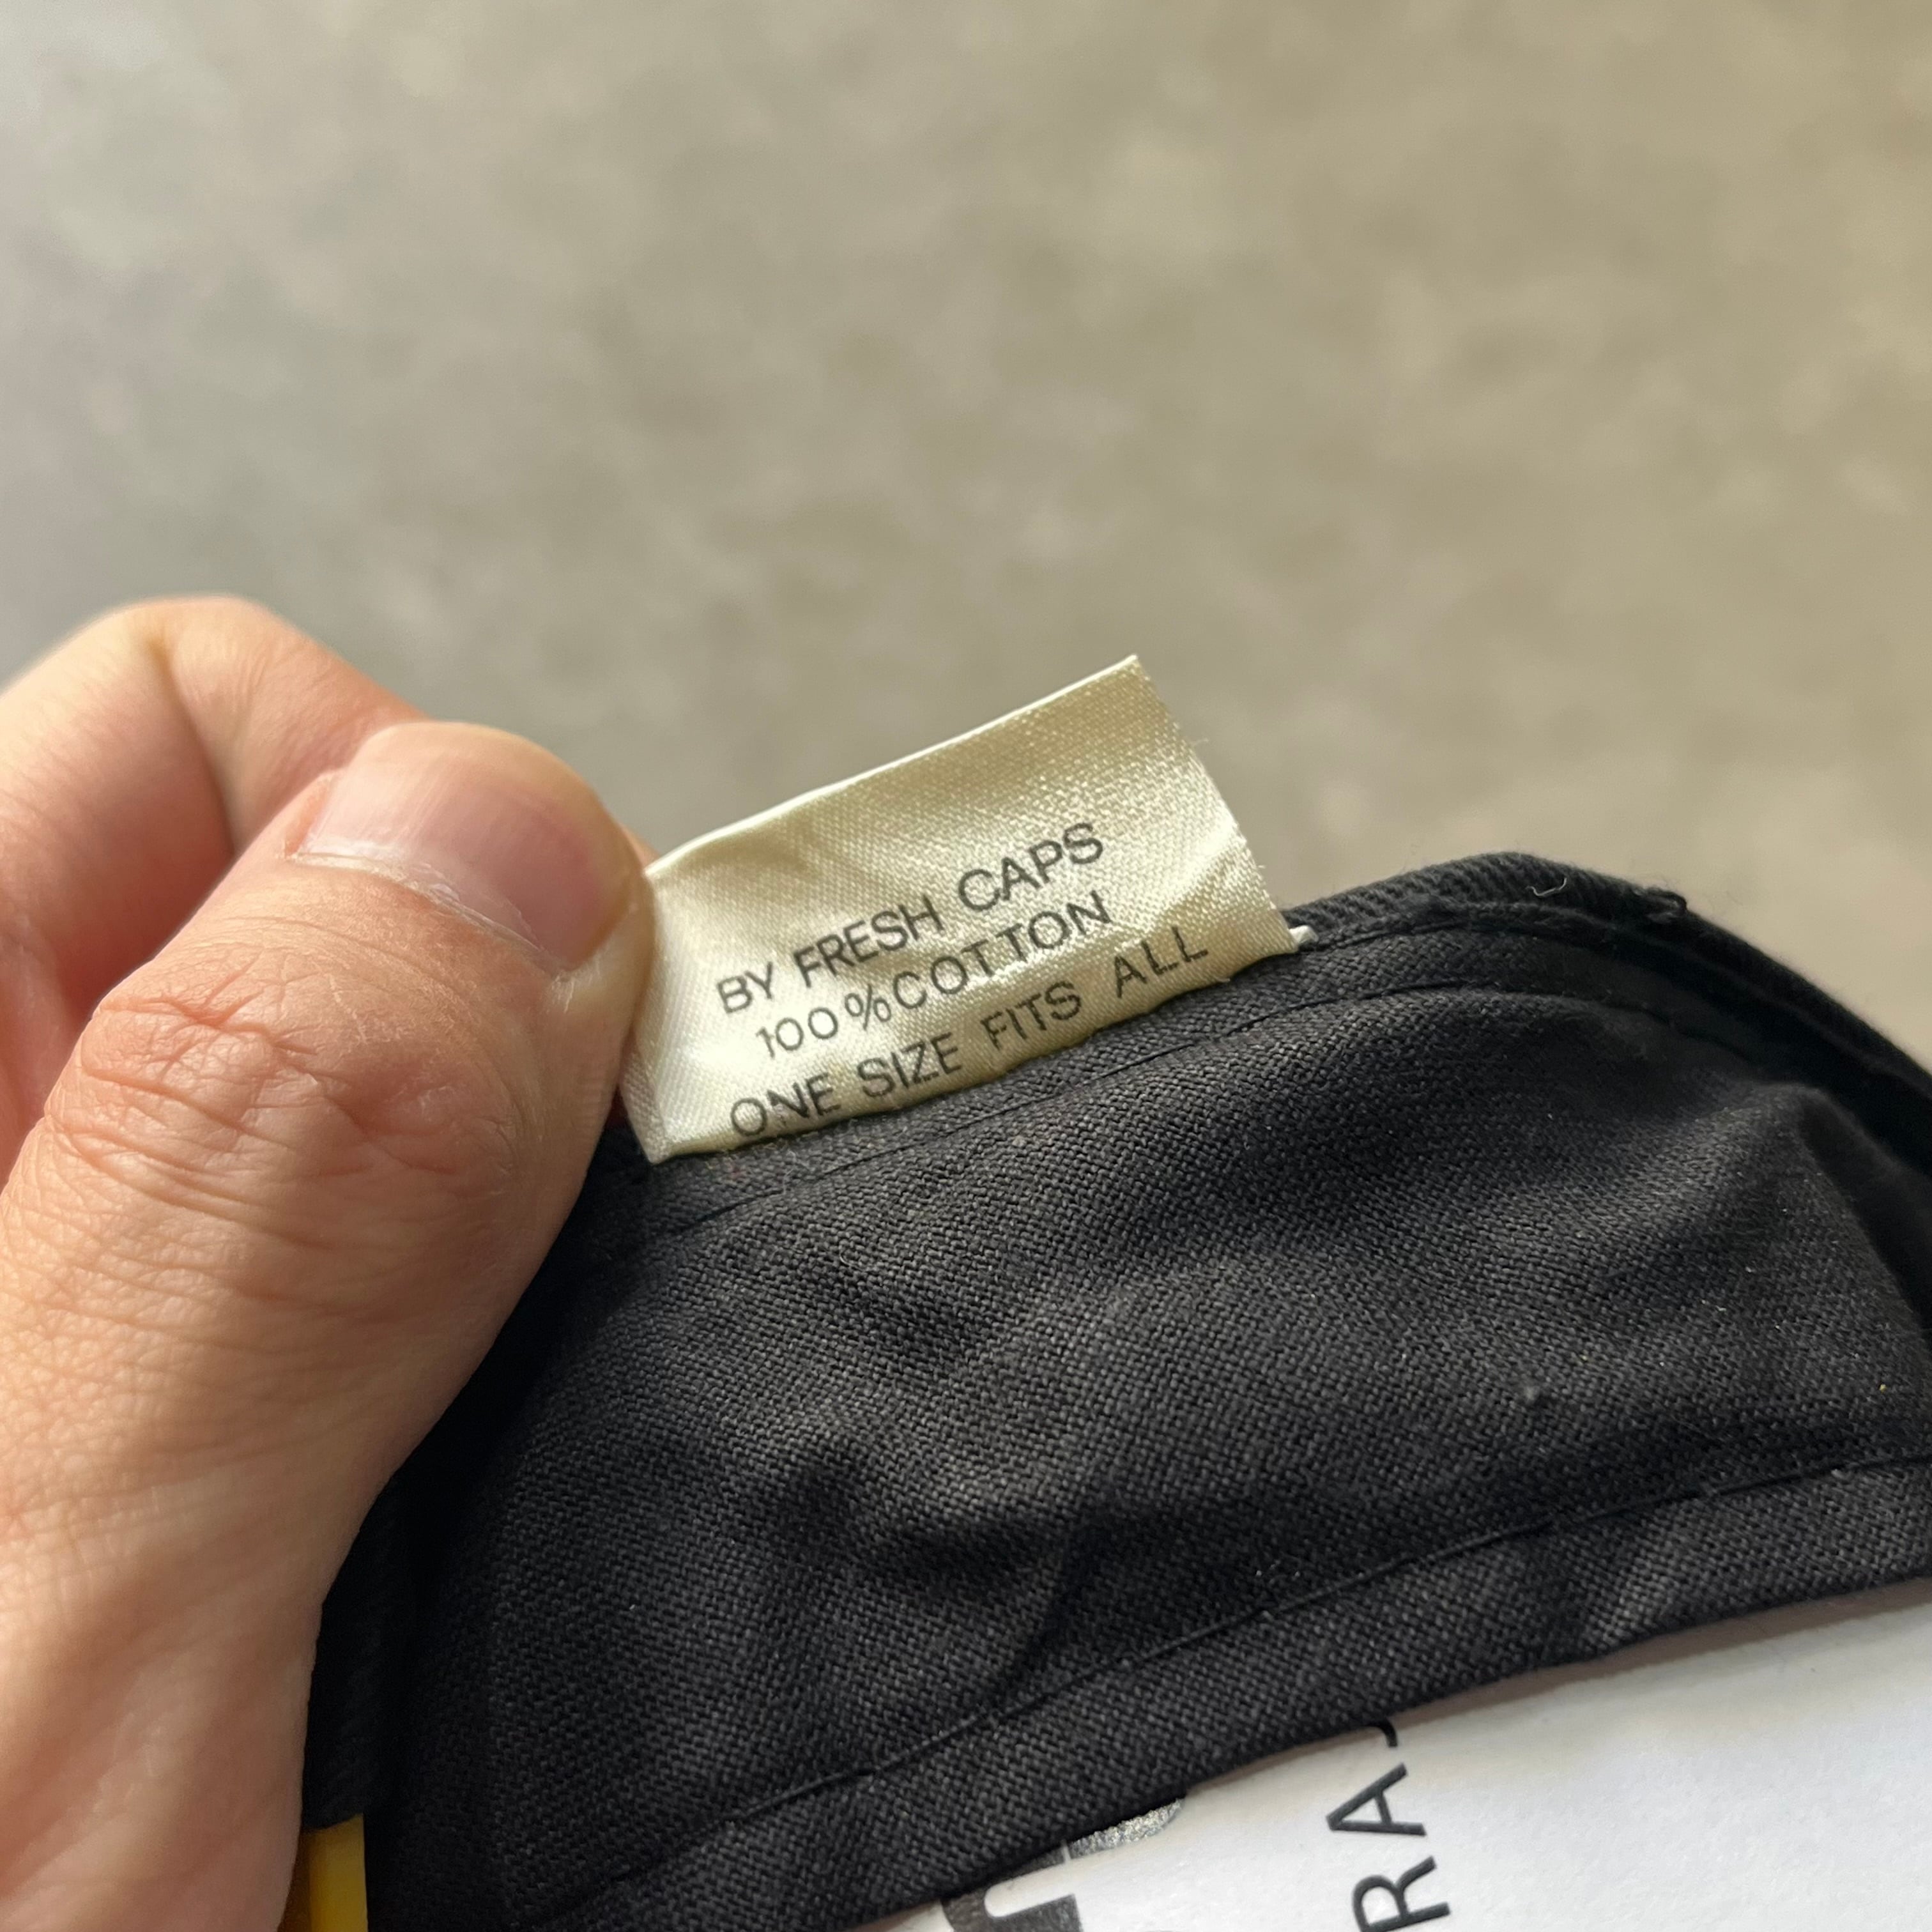 BY FRESH CAPS
100%COTTON
ONE SIZE FITS ALL